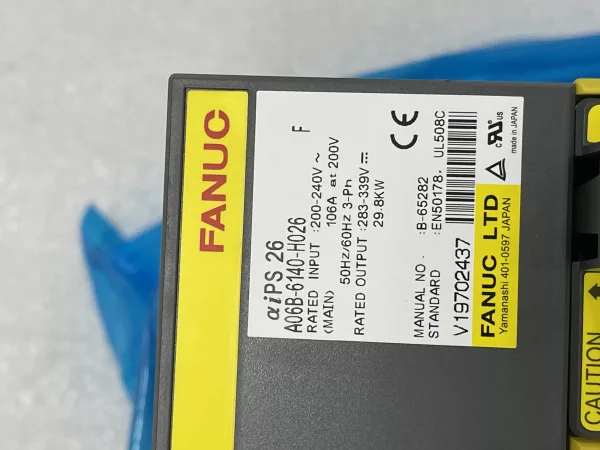 FANUC
αiPS 26
A06B-6140-H026
RATED INPUT :200-240V~ F
(MAIN) 106A at 200V
50Hz/60Hz 3-Ph
RATED OUTPUT :283-339V
29.8KW
MANUAL NO. :B-65282
STANDARD :EN50178, UL508C
V19702437
made in JAPAN
FANUC LTD
Yamanashi 401-0597 JAPAN
CE
c RU US
CAUTION